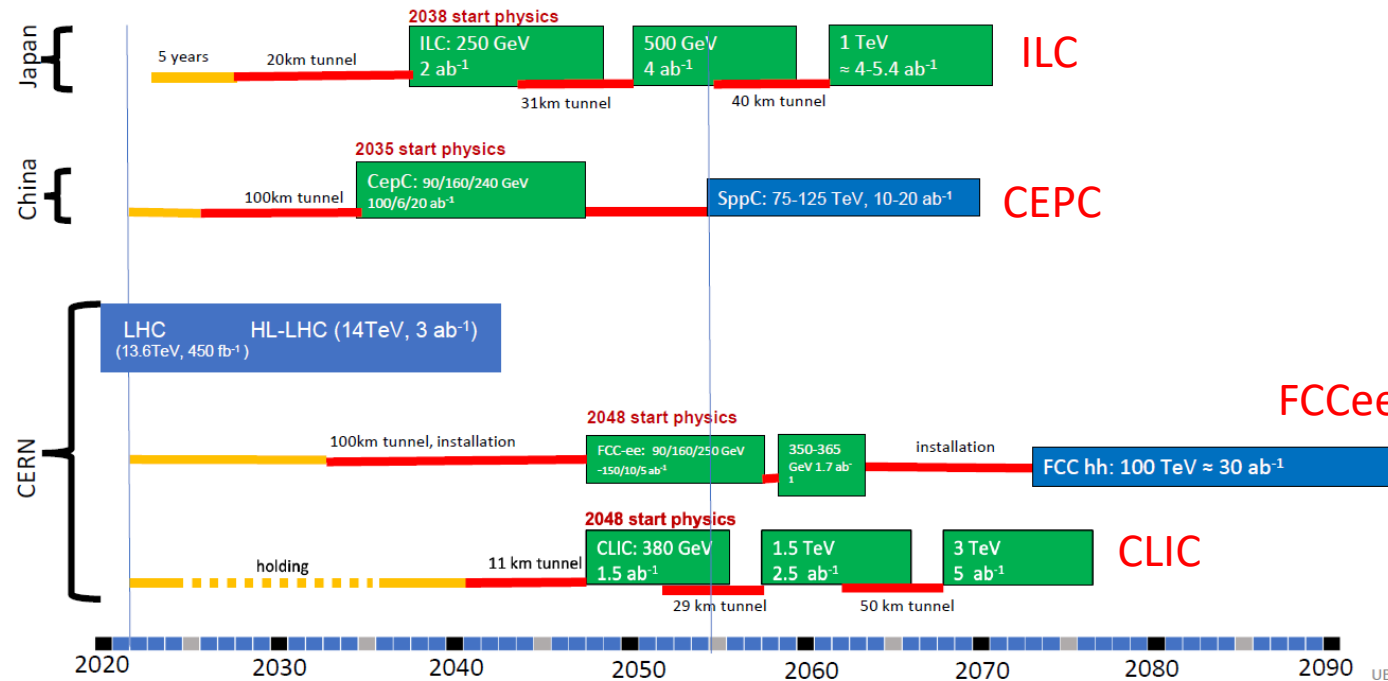 2038 start physics
Japan
5 years
20km tunnel
ILC: 250 GeV
2 ab⁻¹
500 GeV
4 ab⁻¹
1 TeV
≈ 4-5.4 ab⁻¹
ILC
31km tunnel
40 km tunnel
2035 start physics
China
100km tunnel
CepC: 90/160/240 GeV
100/6/20 ab⁻¹
SppC: 75-125 TeV, 10-20 ab⁻¹
CEPC
CERN
LHC HL-LHC (14TeV, 3 ab⁻¹)
(13.6TeV, 450 fb⁻¹ )
2048 start physics
FCCee
100km tunnel, installation
FCC-ee: 90/160/250 GeV
~150/10/5 ab⁻¹
350-365
GeV 1.7 ab⁻
¹
installation
FCC hh: 100 TeV ≈ 30 ab⁻¹
2048 start physics
holding
11 km tunnel
CLIC: 380 GeV
1.5 ab⁻¹
1.5 TeV
2.5 ab⁻¹
3 TeV
5 ab⁻¹
CLIC
29 km tunnel
50 km tunnel
2020 2030 2040 2050 2060 2070 2080 2090